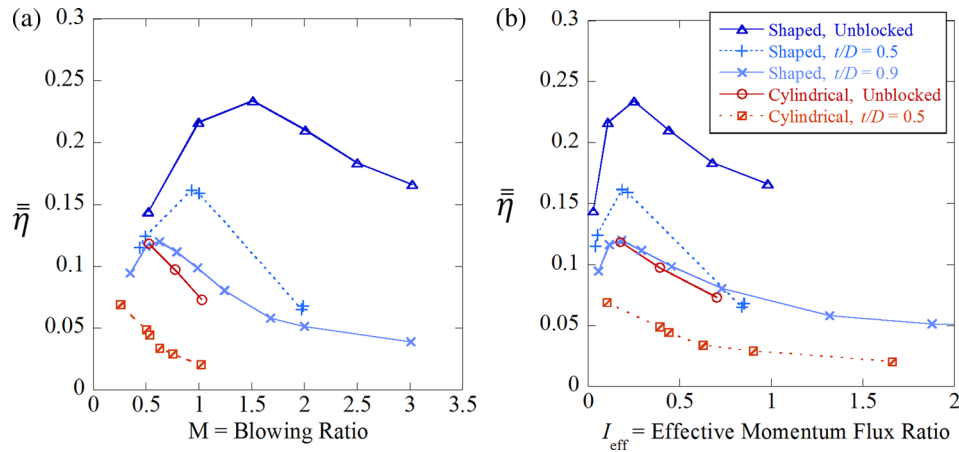 (a)
0.3
0.25
0.2
0.15
0.1
0.05
0
η̿
0 0.5 1 1.5 2 2.5 3 3.5
M = Blowing Ratio
(b)
0.3
0.25
0.2
0.15
0.1
0.05
0
η̿
0 0.5 1 1.5 2
I_eff = Effective Momentum Flux Ratio
Shaped, Unblocked
Shaped, t/D = 0.5
Shaped, t/D = 0.9
Cylindrical, Unblocked
Cylindrical, t/D = 0.5